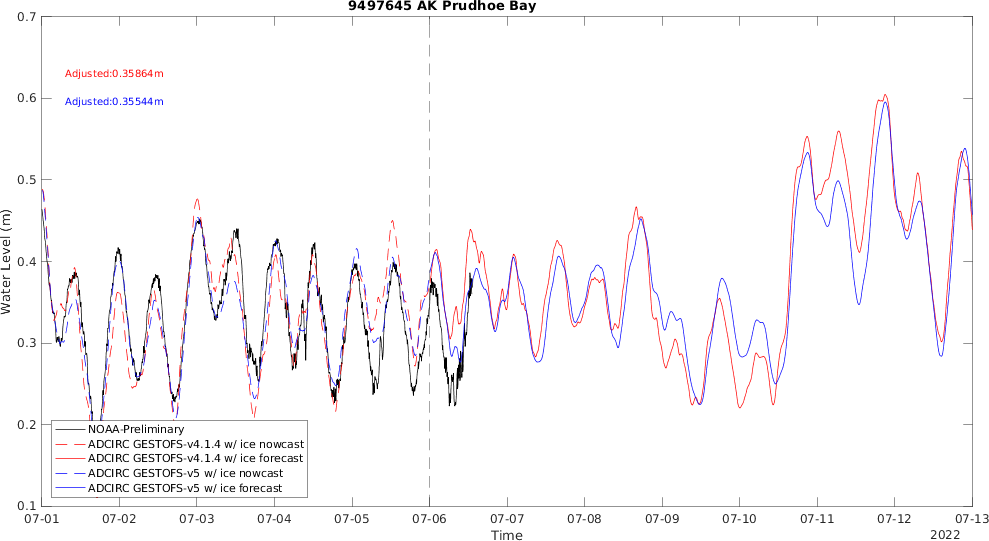 9497645 AK Prudhoe Bay
0.7
0.6
0.5
0.4
0.3
0.2
0.1
Water Level (m)
Adjusted:0.35864m
Adjusted:0.35544m
NOAA-Preliminary
ADCIRC GESTOFS-v4.1.4 w/ ice nowcast
ADCIRC GESTOFS-v4.1.4 w/ ice forecast
ADCIRC GESTOFS-v5 w/ ice nowcast
ADCIRC GESTOFS-v5 w/ ice forecast
07-01 07-02 07-03 07-04 07-05 07-06 07-07 07-08 07-09 07-10 07-11 07-12 07-13
Time
2022